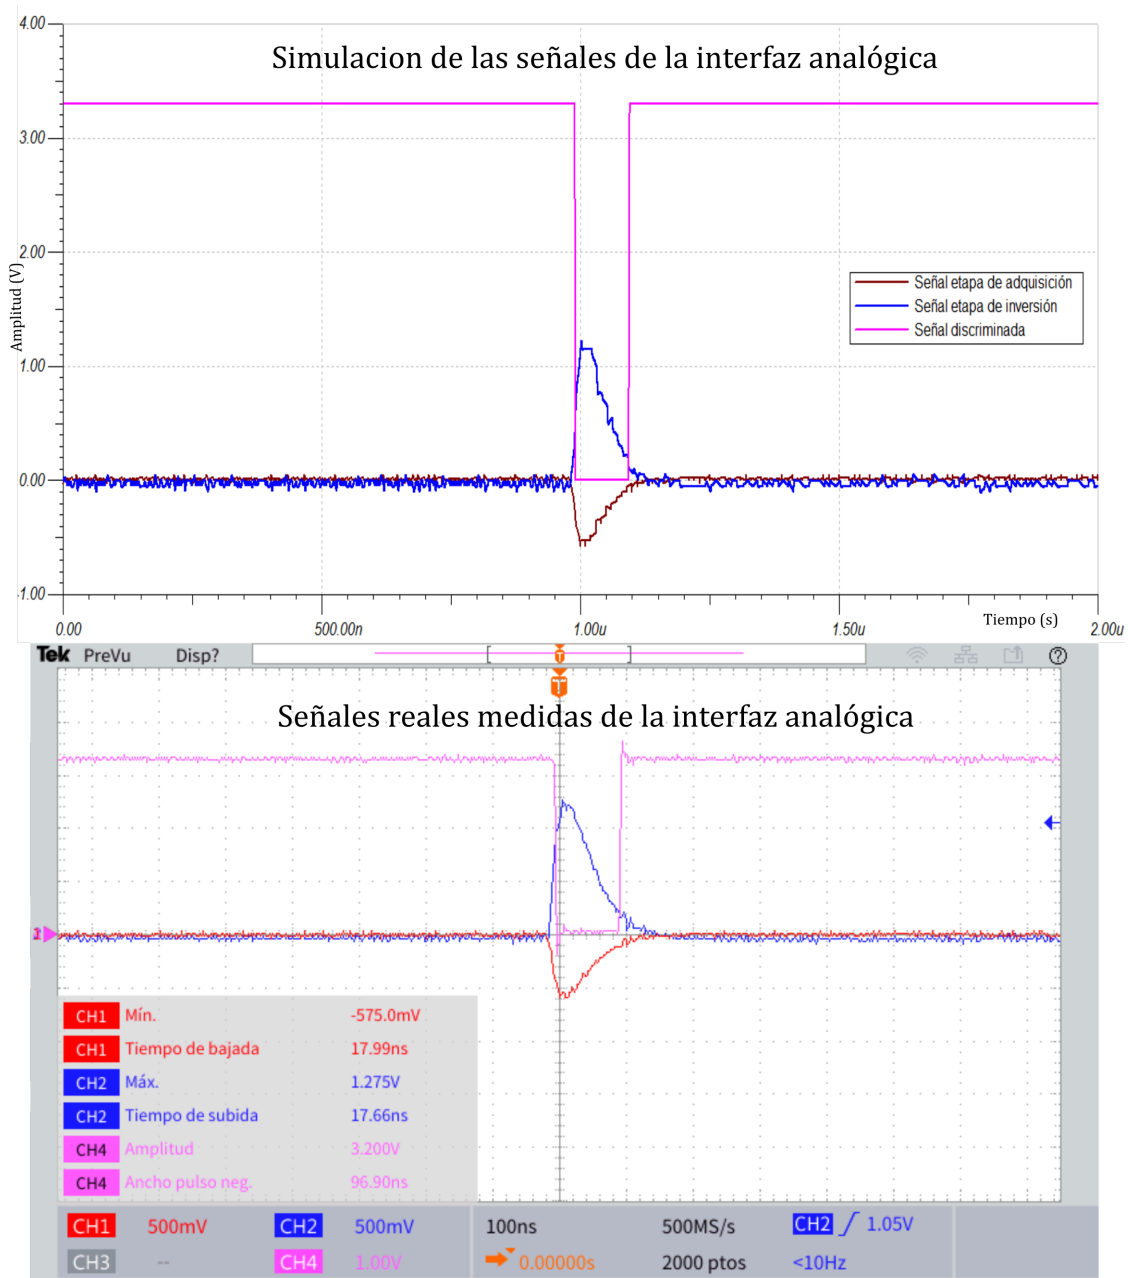 4.00
Simulacion de las señales de la interfaz analógica
3.00
2.00
Amplitud (V)
Señal etapa de adquisición
Señal etapa de inversión
Señal discriminada
1.00
0.00
-1.00
Tiempo (s)
0.00 500.00n 1.00u 1.50u 2.00u
Tek PreVu Disp? T ?
T
Señales reales medidas de la interfaz analógica
CH1 Mín. -575.0mV
CH1 Tiempo de bajada 17.99ns
CH2 Máx. 1.275V
CH2 Tiempo de subida 17.66ns
CH4 Amplitud 3.200V
CH4 Ancho pulso neg. 96.90ns
CH1 500mV CH2 500mV 100ns 500MS/s CH2 1.05V
CH3 -- CH4 1.00V 0.00000s 2000 ptos <10Hz